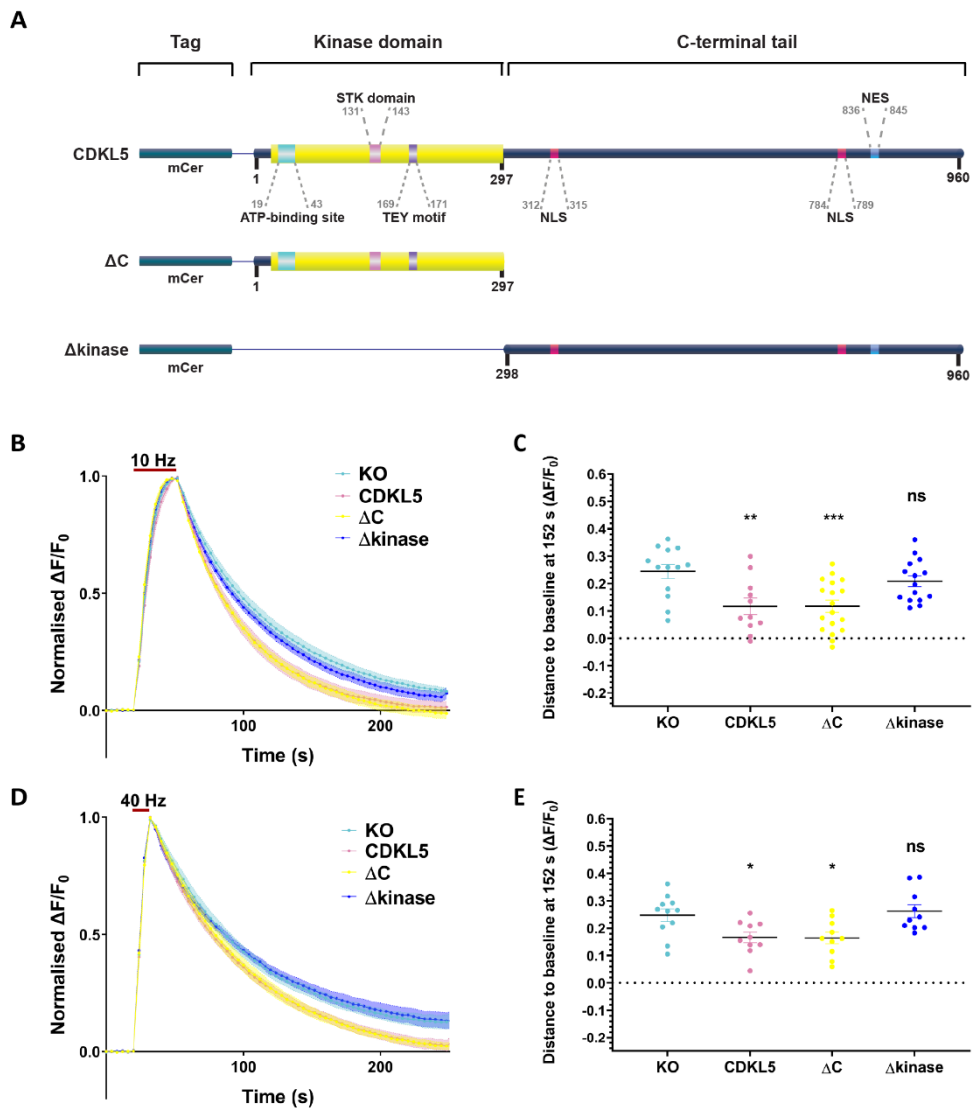 A
Tag Kinase domain C-terminal tail
STK domain NES
131 143 836 845
CDKL5
mCer 1 297 960
19 43 169 171 312 315 784 789
ATP-binding site TEY motif NLS NLS
ΔC
mCer 1 297
Δkinase
mCer 298 960
B
10 Hz
KO
CDKL5
ΔC
Δkinase
Normalised ΔF/F0
1.0
0.5
0.0
100 200
Time (s)
C
Distance to baseline at 152 s (ΔF/F0)
0.6
0.5
0.4
0.3
0.2
0.1
0.0
-0.1
-0.2
** *** ns
KO CDKL5 ΔC Δkinase
D
40 Hz
KO
CDKL5
ΔC
Δkinase
Normalised ΔF/F0
1.0
0.5
0.0
100 200
Time (s)
E
Distance to baseline at 152 s (ΔF/F0)
0.6
0.5
0.4
0.3
0.2
0.1
0.0
-0.1
-0.2
* * ns
KO CDKL5 ΔC Δkinase